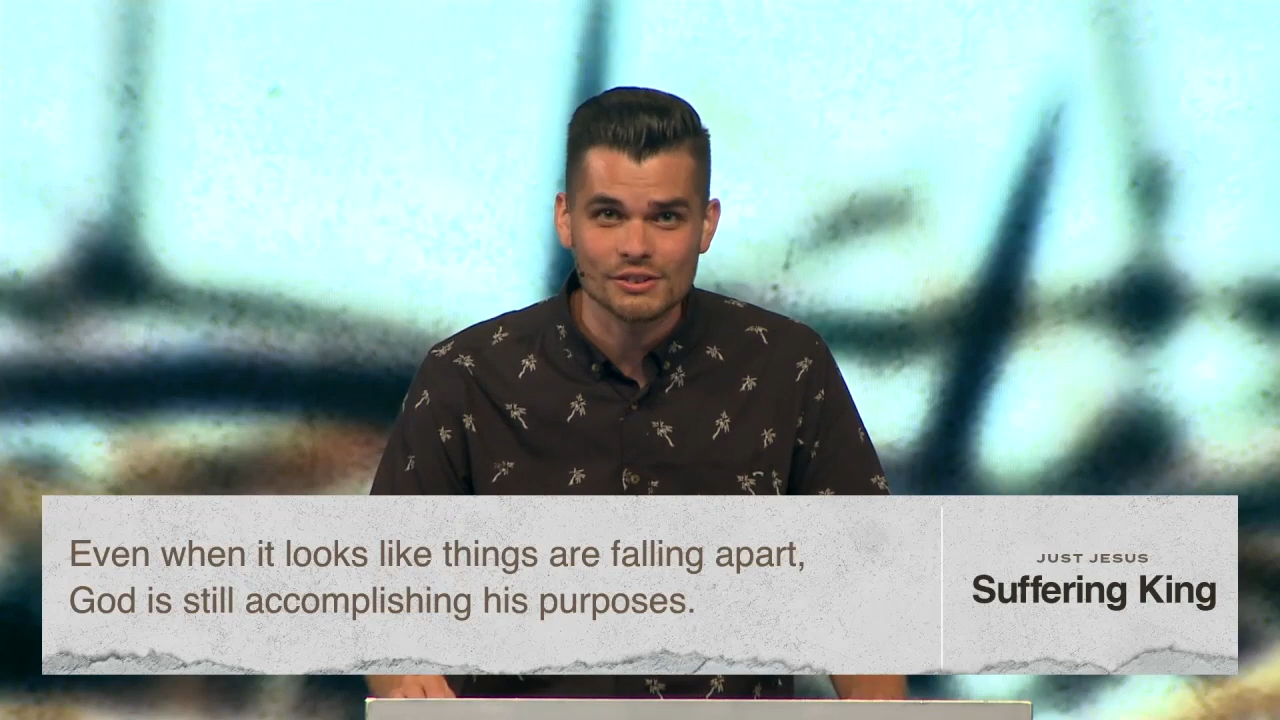 Even when it looks like things are falling apart,
God is still accomplishing his purposes.
JUST JESUS
Suffering King